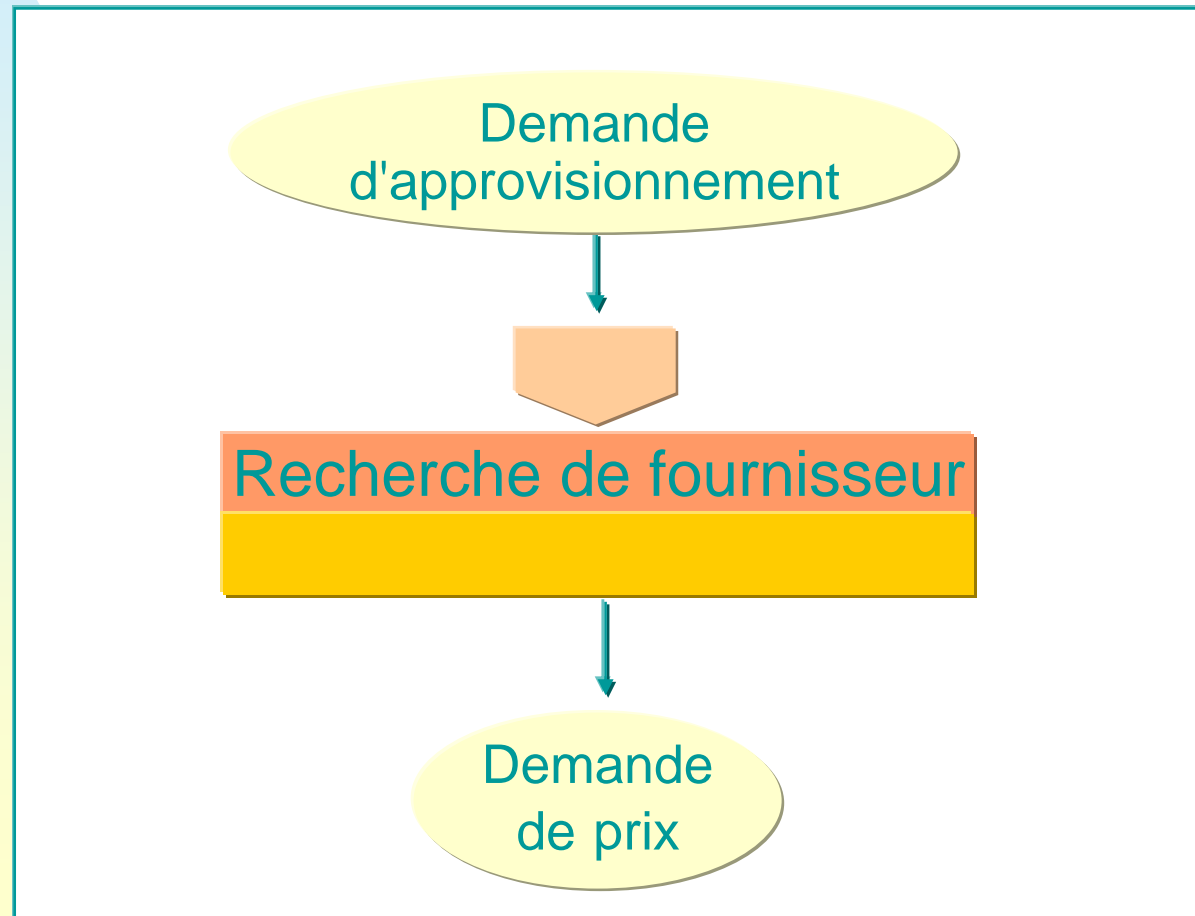 Demande
d'approvisionnement
Recherche de fournisseur
Demande
de prix